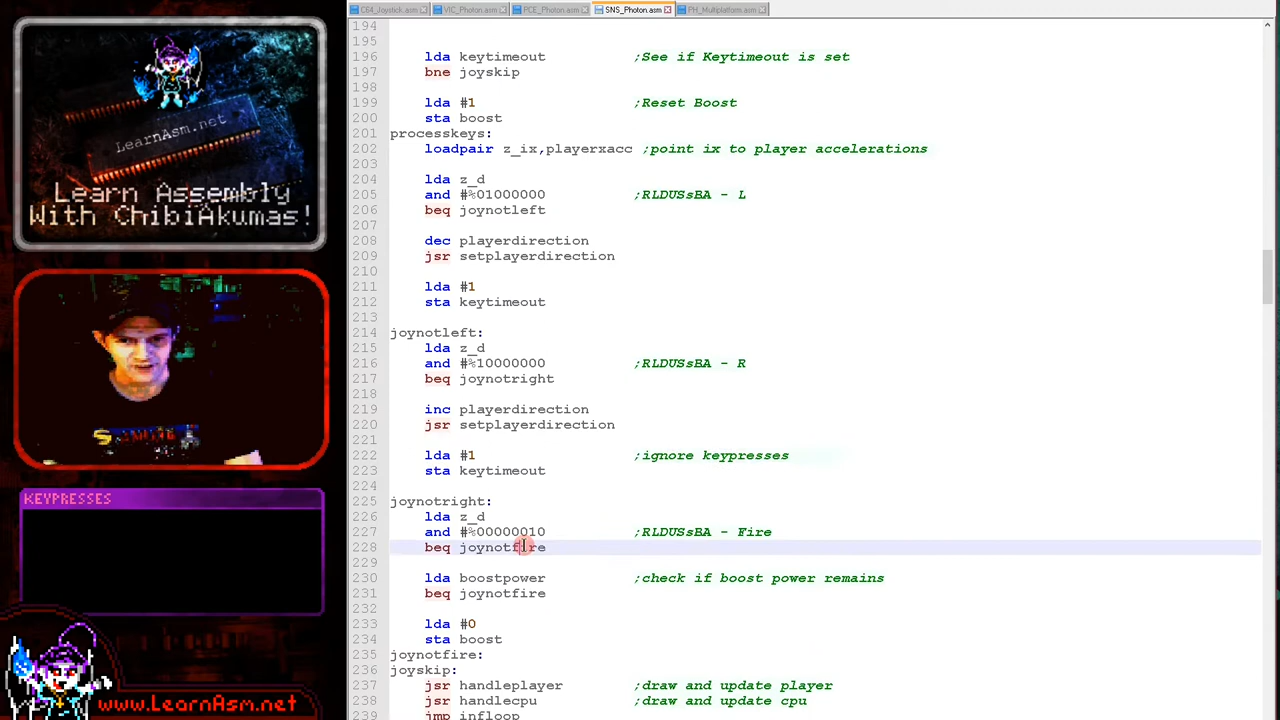 C64_Joystick.asm VIC_Photon.asm PCE_Photon.asm SNS_Photon.asm PH_Multiplatform.asm
194
195
196 lda keytimeout ;See if Keytimeout is set
197 bne joyskip
198
199 lda #1 ;Reset Boost
200 sta boost
201 processkeys:
202 loadpair z_ix,playerxacc ;point ix to player accelerations
203
204 lda z_d
205 and #%01000000 ;RLDUSsBA - L
206 beq joynotleft
207
208 dec playerdirection
209 jsr setplayerdirection
210
211 lda #1
212 sta keytimeout
213
214 joynotleft:
215 lda z_d
216 and #%10000000 ;RLDUSsBA - R
217 beq joynotright
218
219 inc playerdirection
220 jsr setplayerdirection
221
222 lda #1 ;ignore keypresses
223 sta keytimeout
224
225 joynotright:
226 lda z_d
227 and #%00000010 ;RLDUSsBA - Fire
228 beq joynotfire
229
230 lda boostpower ;check if boost power remains
231 beq joynotfire
232
233 lda #0
234 sta boost
235 joynotfire:
236 joyskip:
237 jsr handleplayer ;draw and update player
238 jsr handlecpu ;draw and update cpu
239 jmp infloop
LearnAsm.net
Learn Assembly
With ChibiAkumas!
KEYPRESSES
www.LearnAsm.net